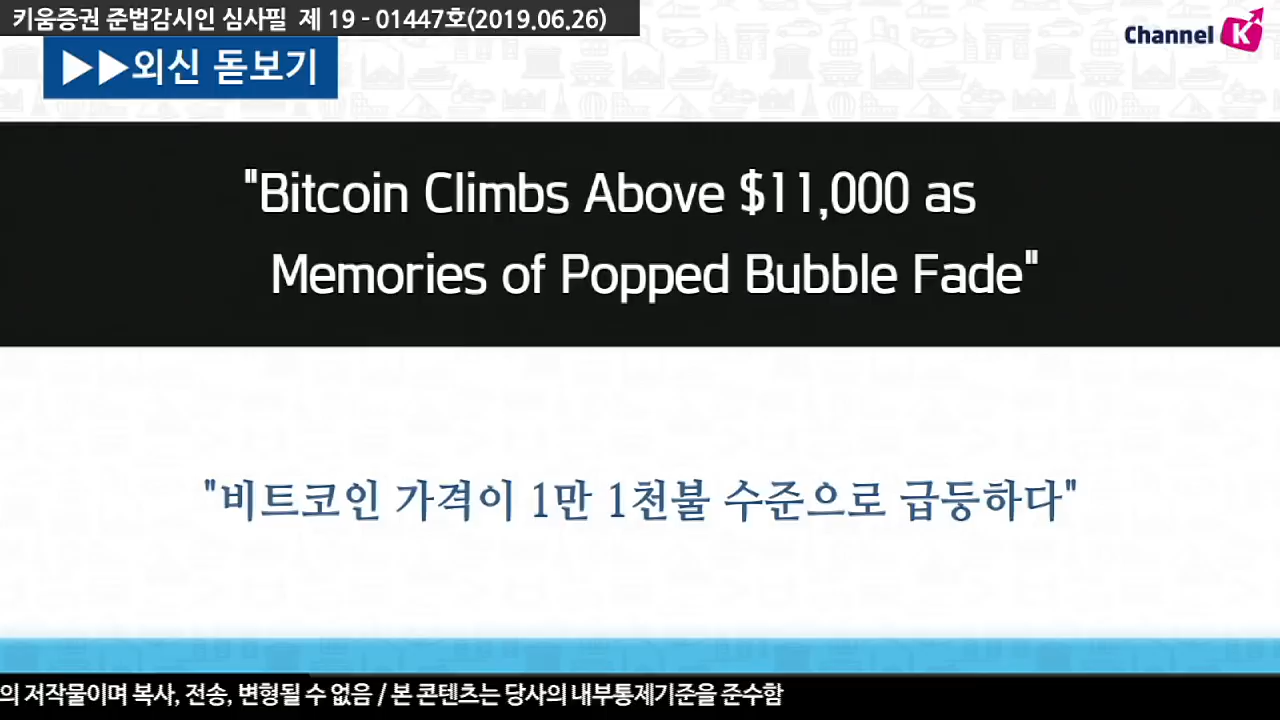 키움증권 준법감시인 심사필 제 19 - 01447호(2019.06.26)
Channel K
▶▶외신 돋보기
"Bitcoin Climbs Above $11,000 as
Memories of Popped Bubble Fade"
"비트코인 가격이 1만 1천불 수준으로 급등하다"
의 저작물이며 복사, 전송, 변형될 수 없음 / 본 콘텐츠는 당사의 내부통제기준을 준수함